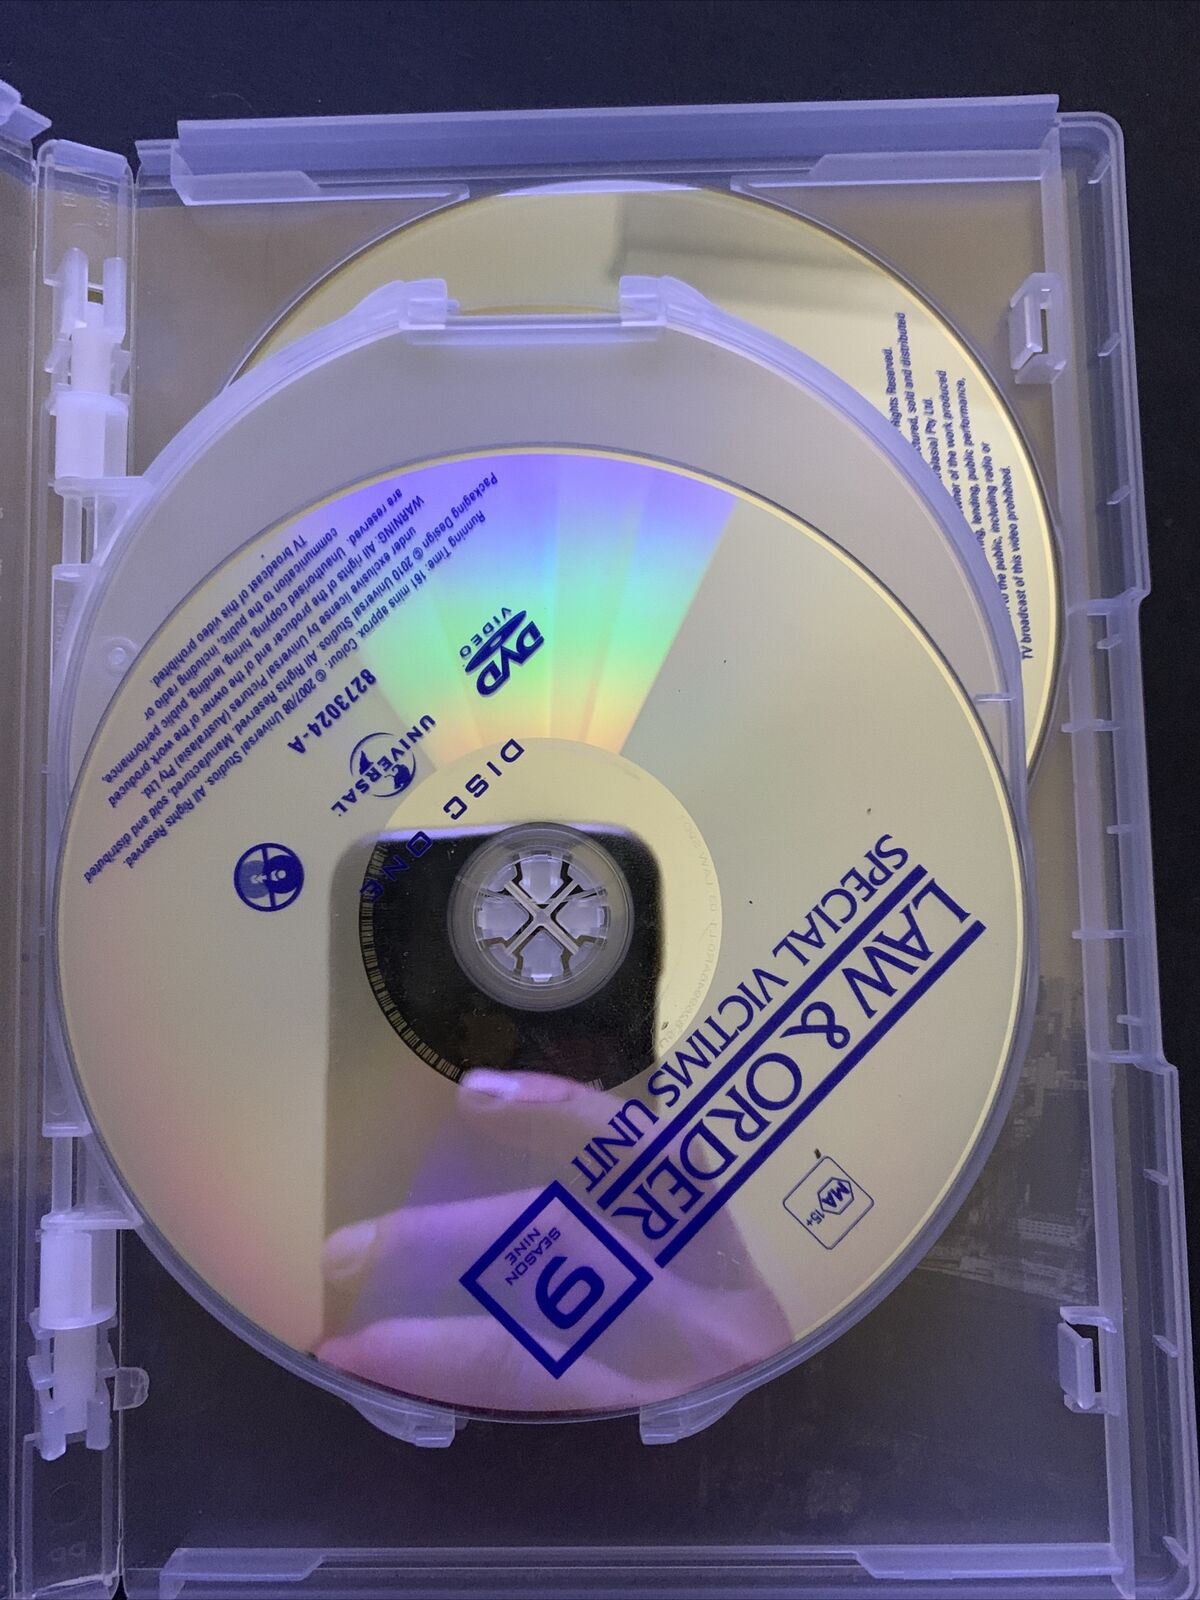 LAW & ORDER
SPECIAL VICTIMS UNIT
9
SEASON
NINE
MA 15+
DISC ONE
DVD
VIDEO
UNIVERSAL
8273024-A
Running Time: 161 mins approx. Colour. © 2007/08 Universal Studios. All Rights Reserved.
Packaging Design © 2010 Universal Studios. All Rights Reserved. Manufactured, sold and distributed
under exclusive license by Universal Pictures (Australasia) Pty Ltd.
WARNING: All rights of the producer and of the owner of the work produced
are reserved. Unauthorised copying, hiring, lending, public performance,
communication to the public, including radio or
TV broadcast of this video prohibited.
Rights Reserved.
sold and distributed
Pty Ltd.
of the work produced
lending, public performance,
to the public, including radio or
TV broadcast of this video prohibited.